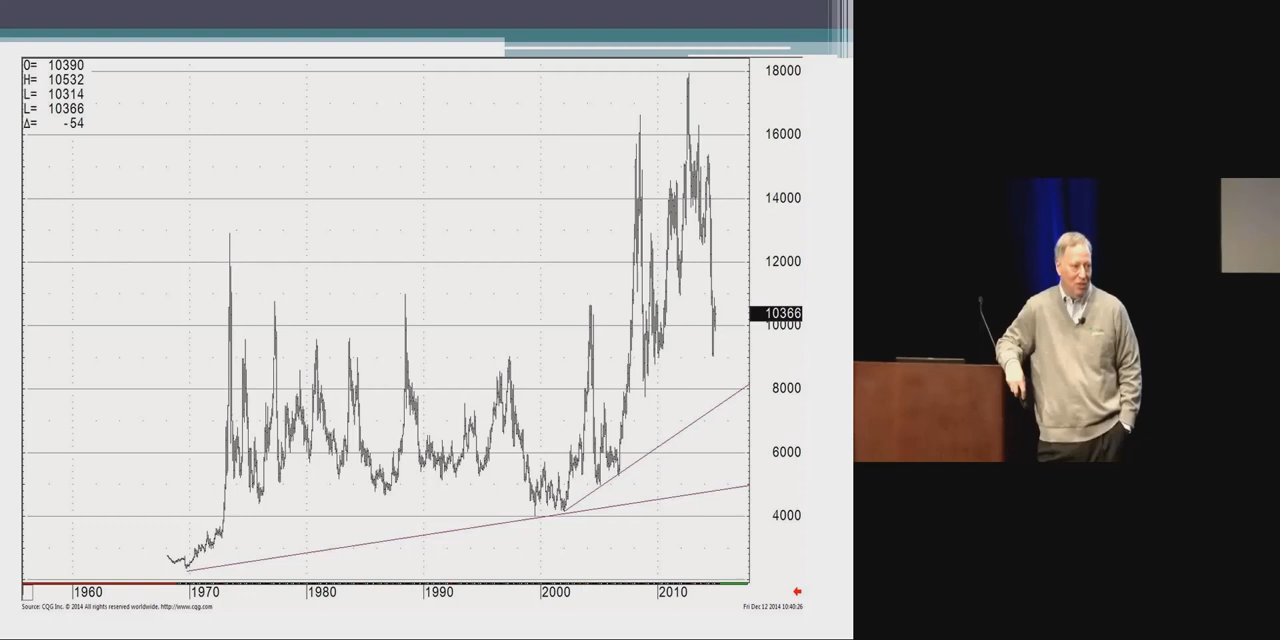 O= 10390
H= 10532
L= 10314
L= 10366
Δ= -54
18000
16000
14000
12000
10366
10000
8000
6000
4000
1960 1970 1980 1990 2000 2010
Source: CQG Inc. © 2014 All rights reserved worldwide. http://www.cqg.com
Fri Dec 12 2014 10:40:26